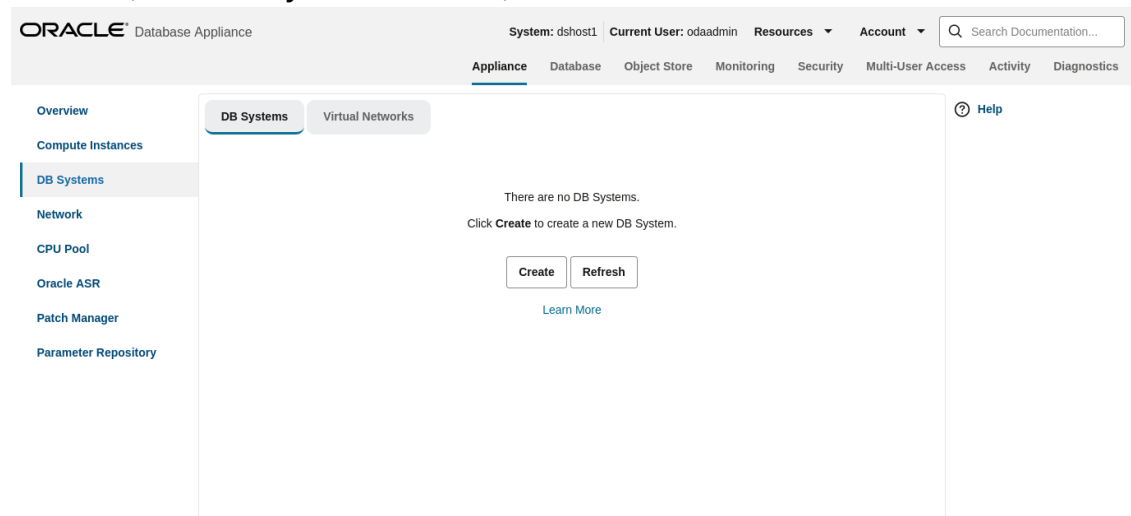 ORACLE® Database Appliance
System: dshost1 Current User: odaadmin Resources Account Search Documentation...
Appliance Database Object Store Monitoring Security Multi-User Access Activity Diagnostics
Overview
Compute Instances
DB Systems
Network
CPU Pool
Oracle ASR
Patch Manager
Parameter Repository
DB Systems Virtual Networks
There are no DB Systems.
Click Create to create a new DB System.
Create Refresh
Learn More
Help